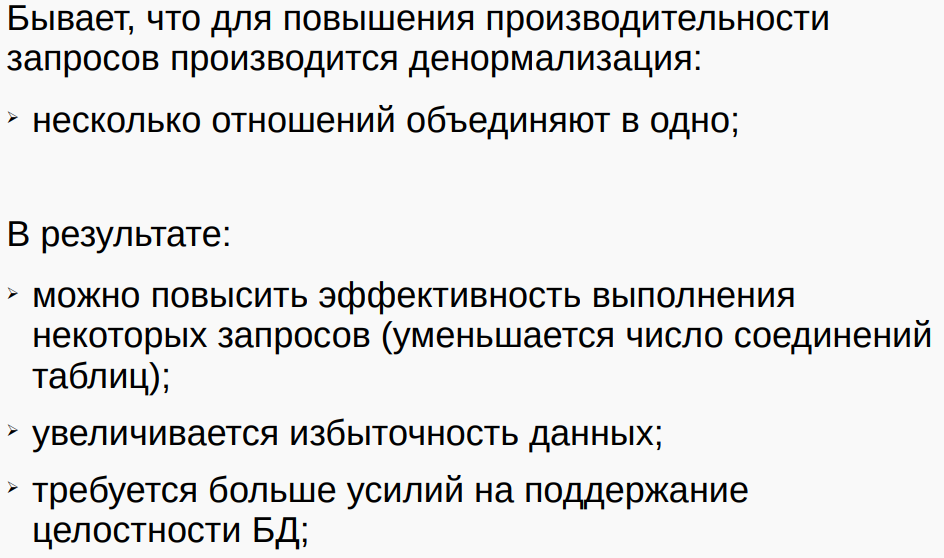 Бывает, что для повышения производительности
запросов производится денормализация:
➢ несколько отношений объединяют в одно;
В результате:
➢ можно повысить эффективность выполнения
некоторых запросов (уменьшается число соединений
таблиц);
➢ увеличивается избыточность данных;
➢ требуется больше усилий на поддержание
целостности БД;